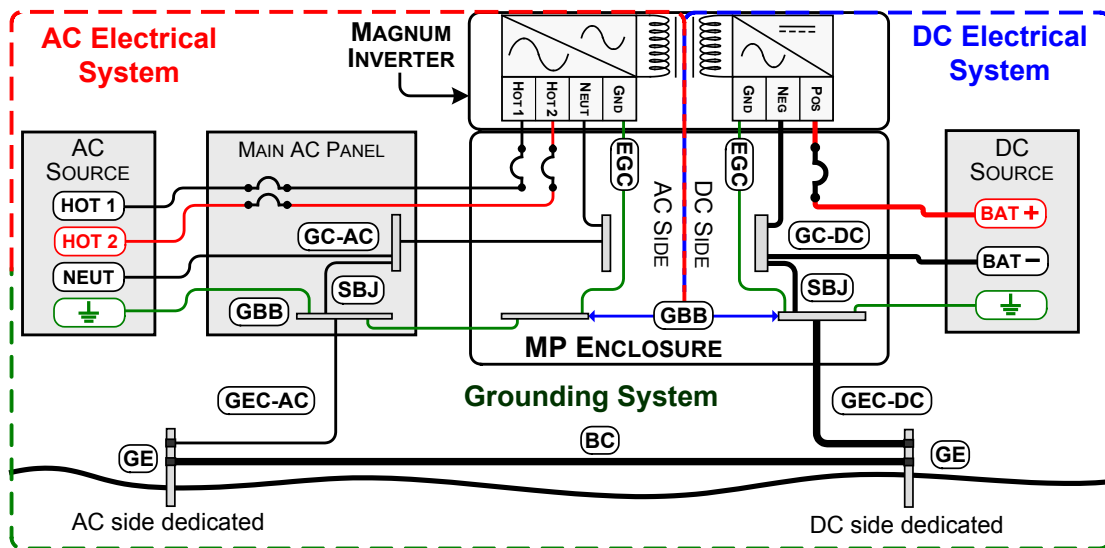 AC Electrical
System
MAGNUM
INVERTER
DC Electrical
System
HOT 1
HOT 2
NEUT
GND
GND
NEG
POS
AC
SOURCE
HOT 1
HOT 2
NEUT
MAIN AC PANEL
GC-AC
SBJ
GBB
EGC
AC SIDE
DC SIDE
EGC
GC-DC
SBJ
GBB
MP ENCLOSURE
DC
SOURCE
BAT +
BAT –
Grounding System
GEC-AC
GEC-DC
BC
GE
GE
AC side dedicated
DC side dedicated